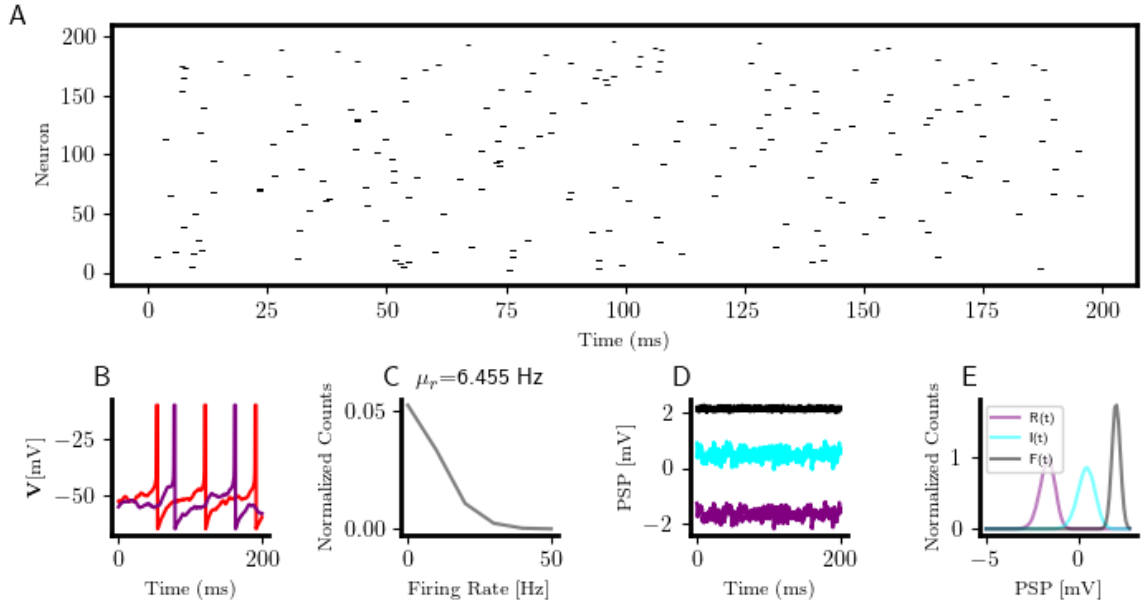 A
200
150
100
50
0
Neuron
0 25 50 75 100 125 150 175 200
Time (ms)
B
−25
−50
V[mV]
0 200
Time (ms)
C μr=6.455 Hz
0.05
0.00
Normalized Counts
0 50
Firing Rate [Hz]
D
2
0
−2
PSP [mV]
0 200
Time (ms)
E
R(t)
I(t)
F(t)
1
0
Normalized Counts
−5 0
PSP [mV]